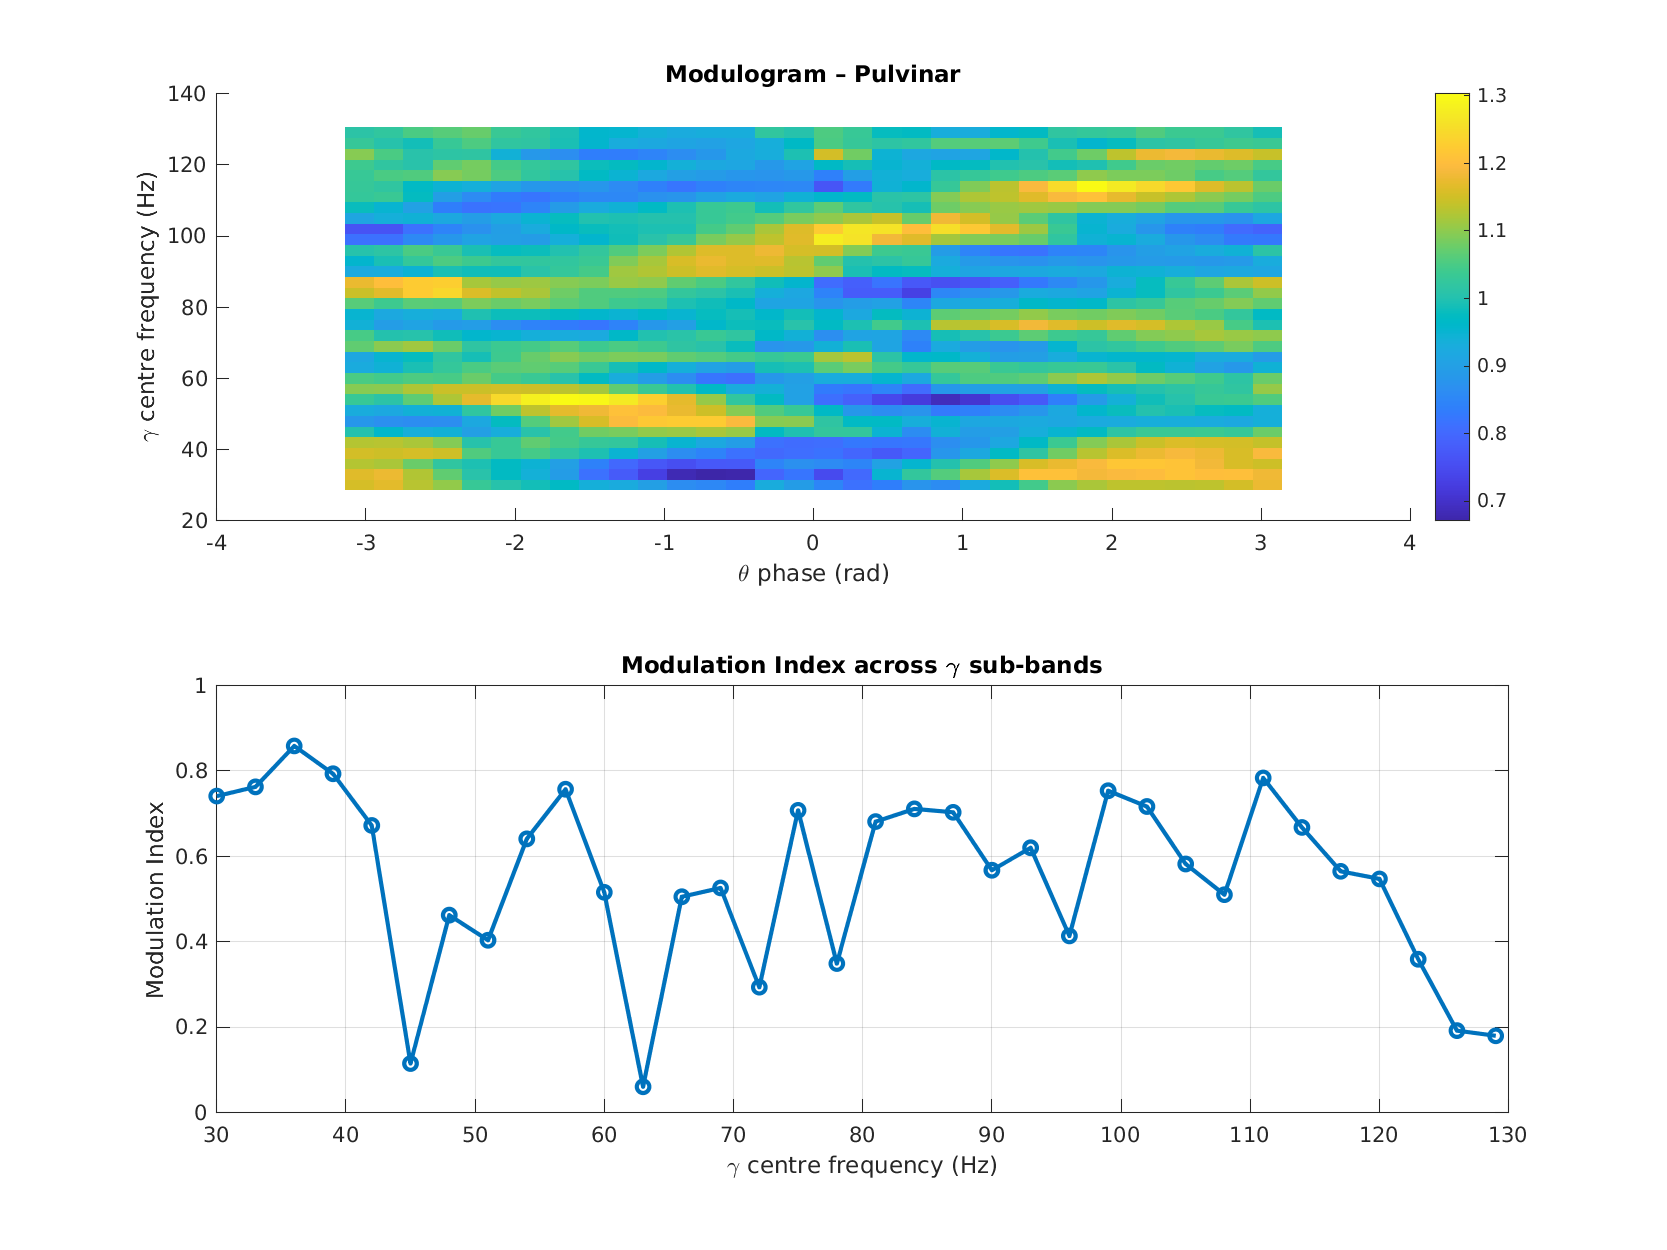 Modulogram – Pulvinar
140
120
100
80
60
40
20
γ centre frequency (Hz)
-4 -3 -2 -1 0 1 2 3 4
θ phase (rad)
1.3
1.2
1.1
1
0.9
0.8
0.7
Modulation Index across γ sub-bands
1
0.8
0.6
0.4
0.2
0
Modulation Index
30 40 50 60 70 80 90 100 110 120 130
γ centre frequency (Hz)